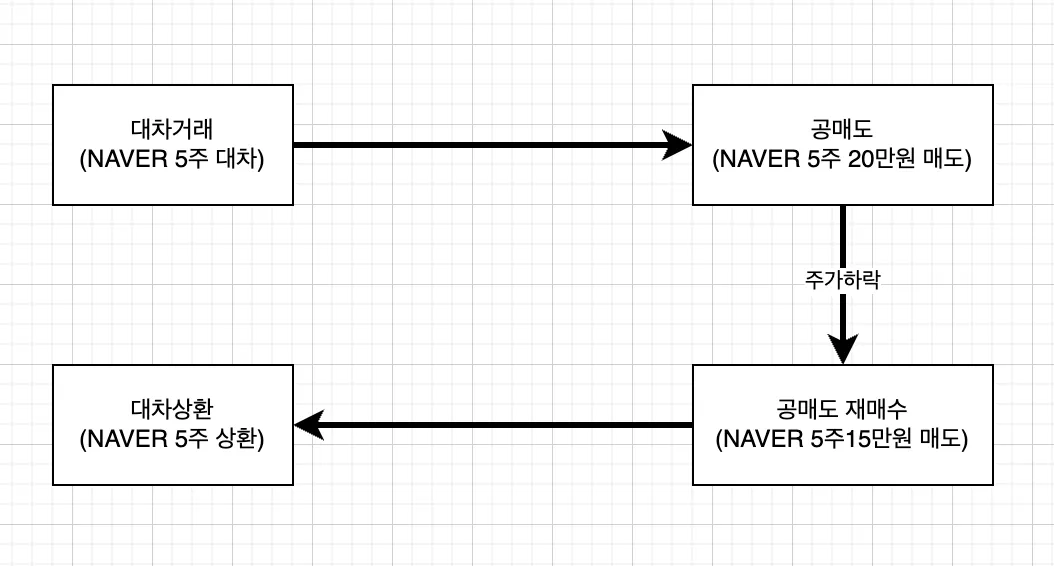 대차거래
(NAVER 5주 대차)
공매도
(NAVER 5주 20만원 매도)
주가하락
공매도 재매수
(NAVER 5주15만원 매도)
대차상환
(NAVER 5주 상환)